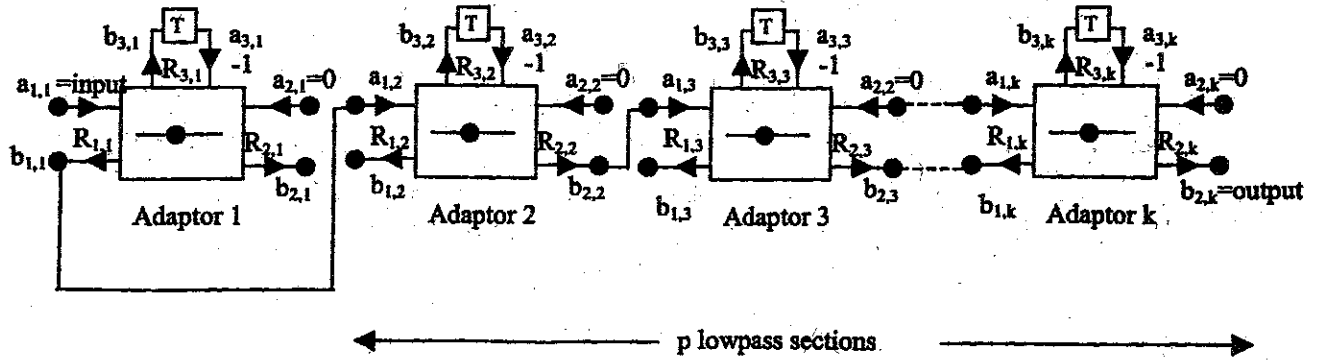 T T T T
b3,1 a3,1 b3,2 a3,2 b3,3 a3,3 b3,k a3,k
R3,1 -1 R3,2 -1 R3,3 -1 R3,k -1
a1,1=input a2,1=0 a1,2 a2,2=0 a1,3 a2,2=0 a1,k a2,k=0
R1,1 R2,1 R1,2 R2,2 R1,3 R2,3 R1,k R2,k
b1,1 b2,1 b1,2 b2,2 b1,3 b2,3 b1,k b2,k=output
Adaptor 1 Adaptor 2 Adaptor 3 Adaptor k
p lowpass sections